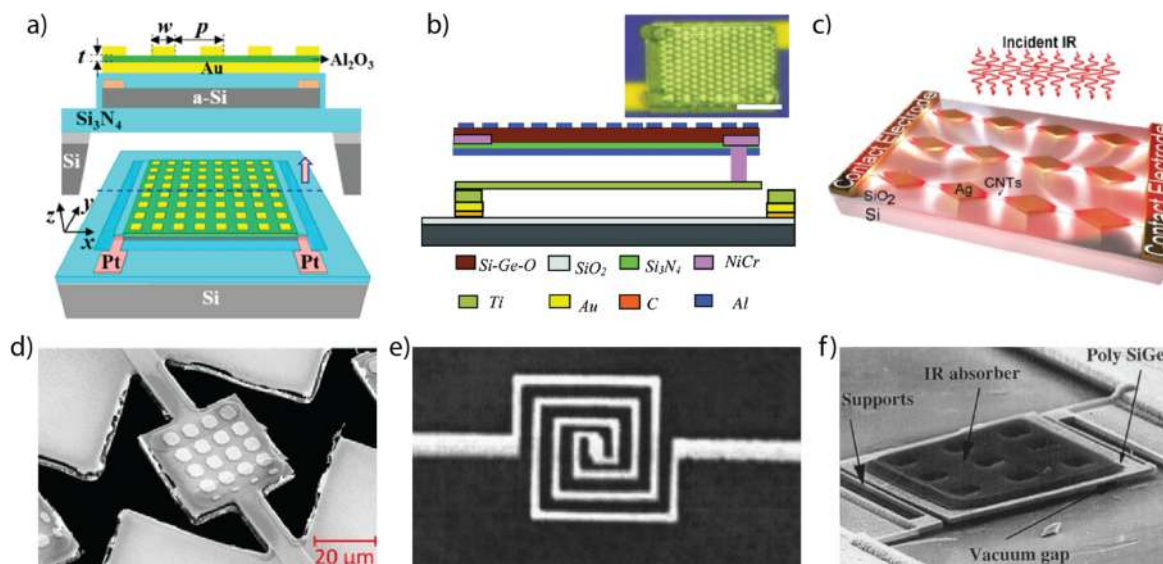 a)
w
p
t
Al₂O₃
Au
a-Si
Si₃N₄
Si
z
y
x
Pt
Pt
Si
b)
Si-Ge-O
SiO₂
Si₃N₄
NiCr
Ti
Au
C
Al
c)
Incident IR
Contact Electrode
Contact Electrode
SiO₂
Si
Ag
CNTs
d)
20 μm
e)
f)
Poly SiGe
IR absorber
Supports
Vacuum gap